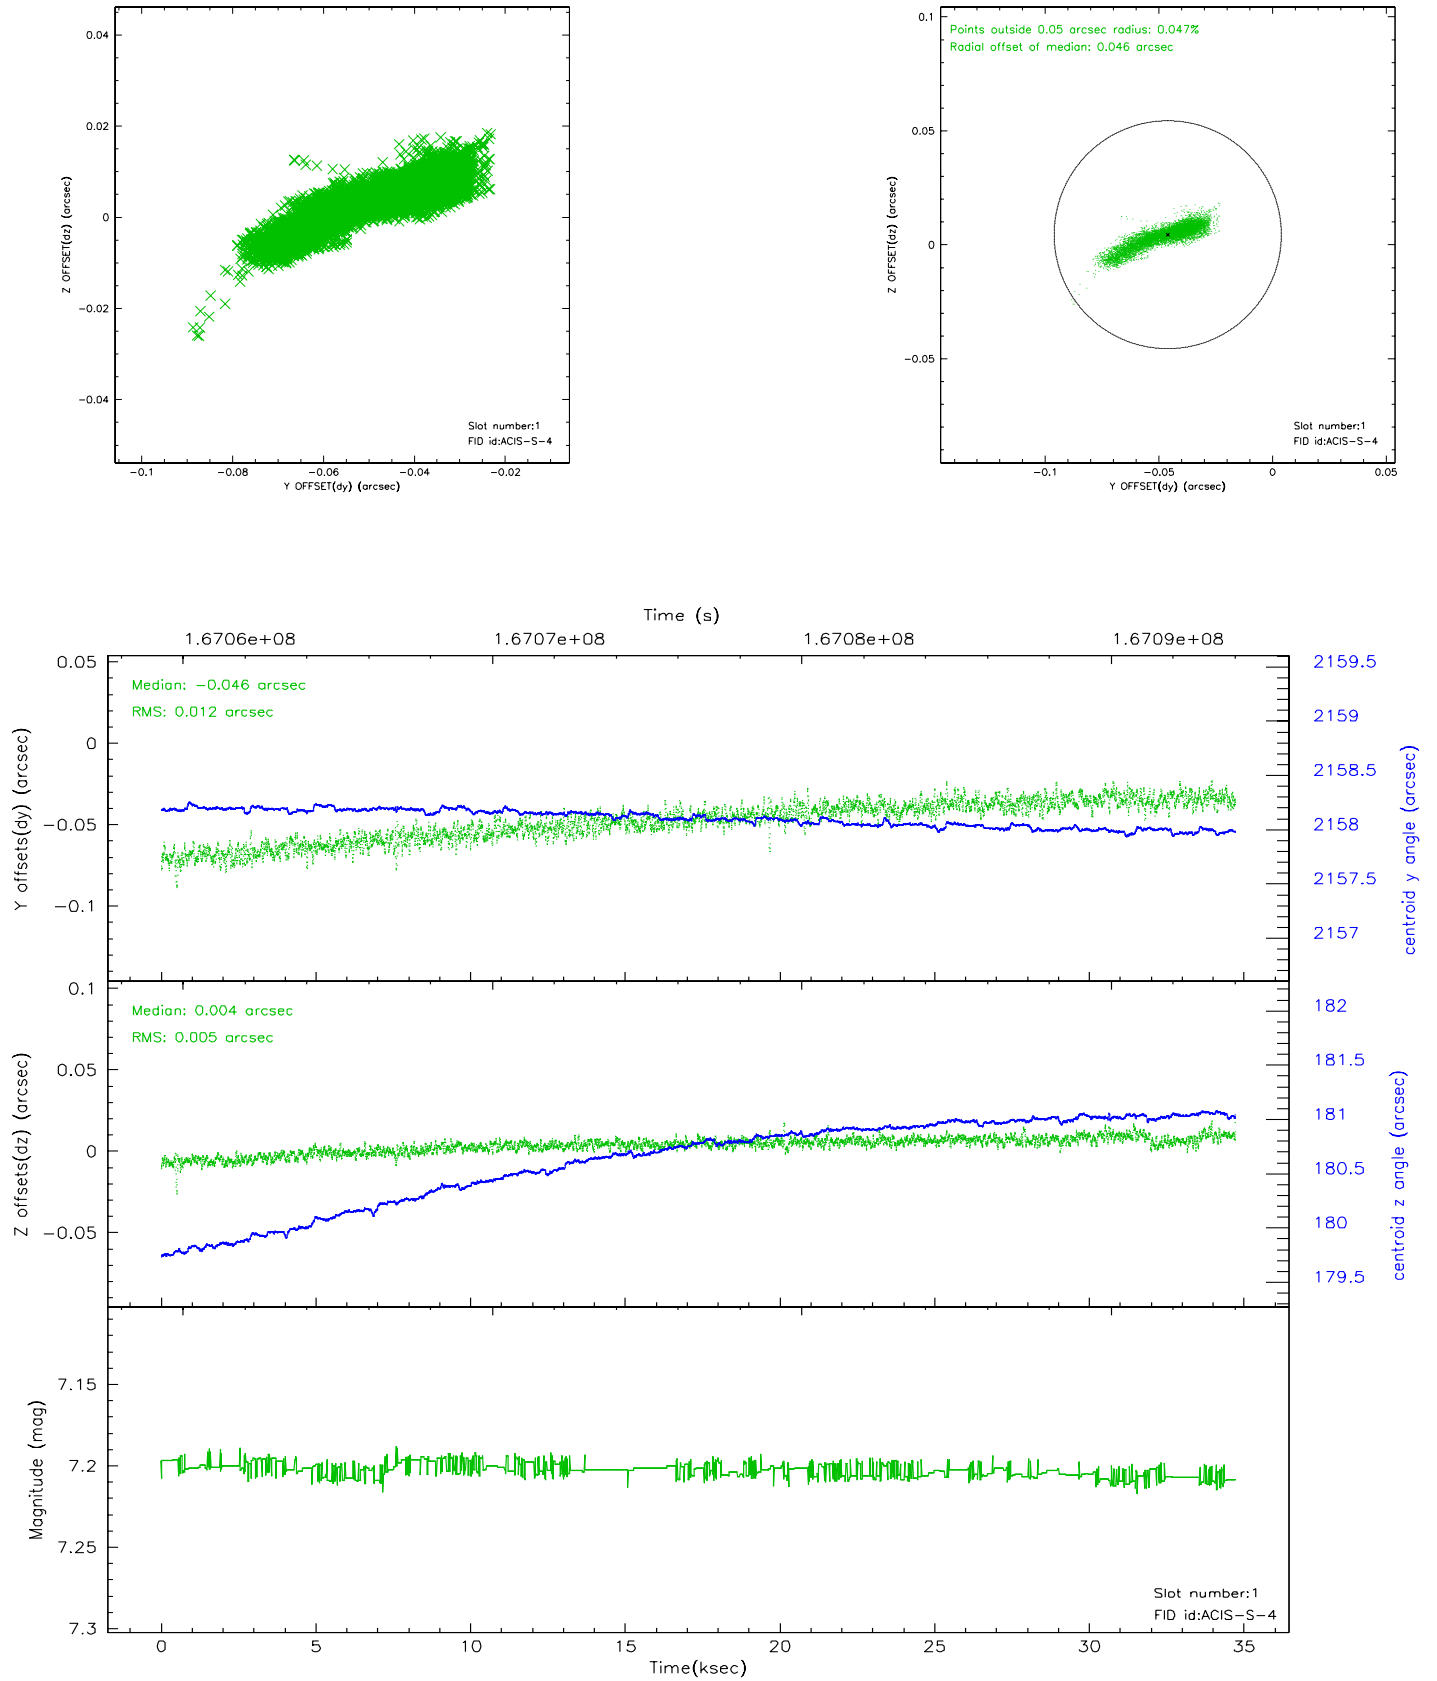 0.04
0.02
0
−0.02
−0.04
Z OFFSET(dz) (arcsec)
Slot number:1
FID id:ACIS−S−4
−0.1
−0.08
−0.06
−0.04
−0.02
Y OFFSET(dy) (arcsec)
Points outside 0.05 arcsec radius: 0.047%
Radial offset of median: 0.046 arcsec
0.1
0.05
0
−0.05
Z OFFSET(dz) (arcsec)
Slot number:1
FID id:ACIS−S−4
−0.1
−0.05
0
0.05
Y OFFSET(dy) (arcsec)
Time (s)
1.6706e+08
1.6707e+08
1.6708e+08
1.6709e+08
Median: −0.046 arcsec
RMS: 0.012 arcsec
0.05
0
−0.05
−0.1
Y offsets(dy) (arcsec)
2159.5
2159
2158.5
2158
2157.5
2157
centroid y angle (arcsec)
Median: 0.004 arcsec
RMS: 0.005 arcsec
0.1
0.05
0
−0.05
Z offsets(dz) (arcsec)
182
181.5
181
180.5
180
179.5
centroid z angle (arcsec)
7.15
7.2
7.25
7.3
Magnitude (mag)
Slot number:1
FID id:ACIS−S−4
0
5
10
15
20
25
30
35
Time(ksec)